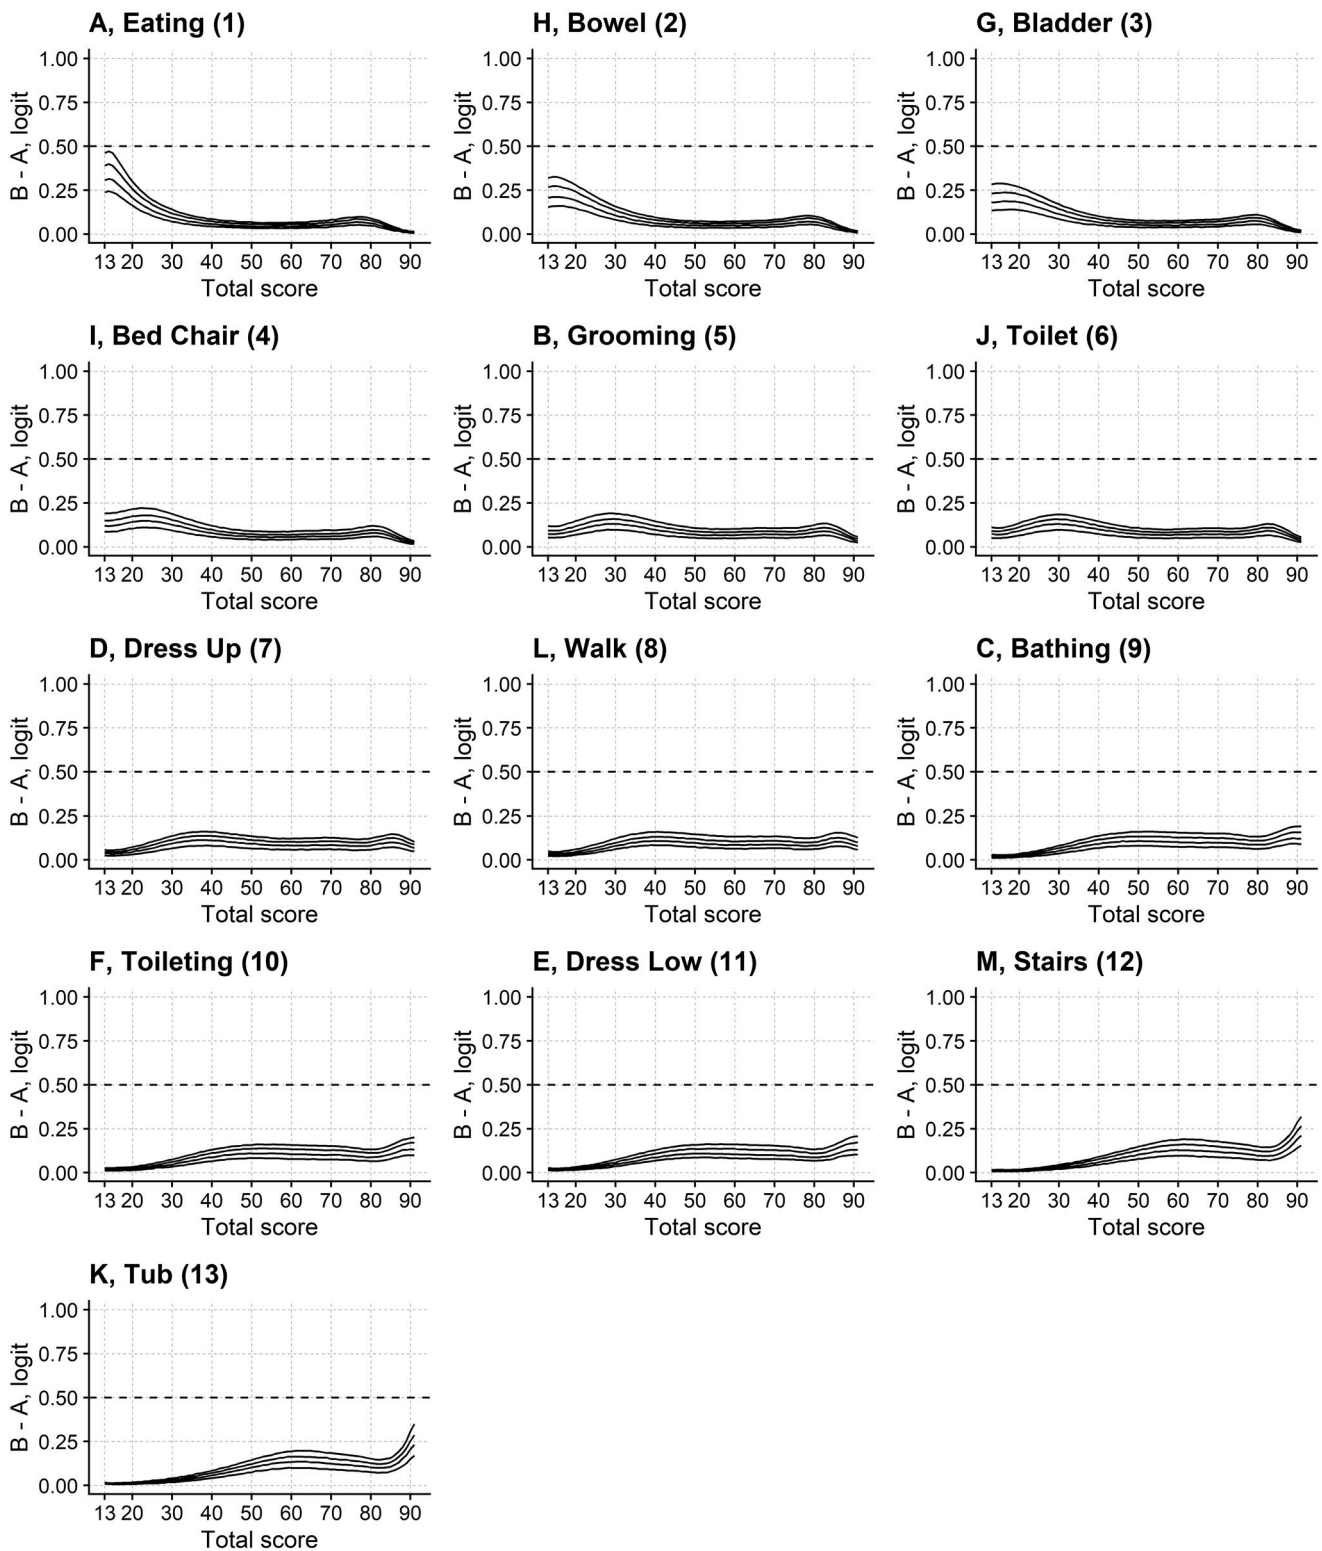 A, Eating (1)
H, Bowel (2)
G, Bladder (3)
B - A, logit
1.00
0.75
0.50
0.25
0.00
13 20 30 40 50 60 70 80 90
Total score
B - A, logit
1.00
0.75
0.50
0.25
0.00
13 20 30 40 50 60 70 80 90
Total score
B - A, logit
1.00
0.75
0.50
0.25
0.00
13 20 30 40 50 60 70 80 90
Total score
I, Bed Chair (4)
B, Grooming (5)
J, Toilet (6)
B - A, logit
1.00
0.75
0.50
0.25
0.00
13 20 30 40 50 60 70 80 90
Total score
B - A, logit
1.00
0.75
0.50
0.25
0.00
13 20 30 40 50 60 70 80 90
Total score
B - A, logit
1.00
0.75
0.50
0.25
0.00
13 20 30 40 50 60 70 80 90
Total score
D, Dress Up (7)
L, Walk (8)
C, Bathing (9)
B - A, logit
1.00
0.75
0.50
0.25
0.00
13 20 30 40 50 60 70 80 90
Total score
B - A, logit
1.00
0.75
0.50
0.25
0.00
13 20 30 40 50 60 70 80 90
Total score
B - A, logit
1.00
0.75
0.50
0.25
0.00
13 20 30 40 50 60 70 80 90
Total score
F, Toileting (10)
E, Dress Low (11)
M, Stairs (12)
B - A, logit
1.00
0.75
0.50
0.25
0.00
13 20 30 40 50 60 70 80 90
Total score
B - A, logit
1.00
0.75
0.50
0.25
0.00
13 20 30 40 50 60 70 80 90
Total score
B - A, logit
1.00
0.75
0.50
0.25
0.00
13 20 30 40 50 60 70 80 90
Total score
K, Tub (13)
B - A, logit
1.00
0.75
0.50
0.25
0.00
13 20 30 40 50 60 70 80 90
Total score